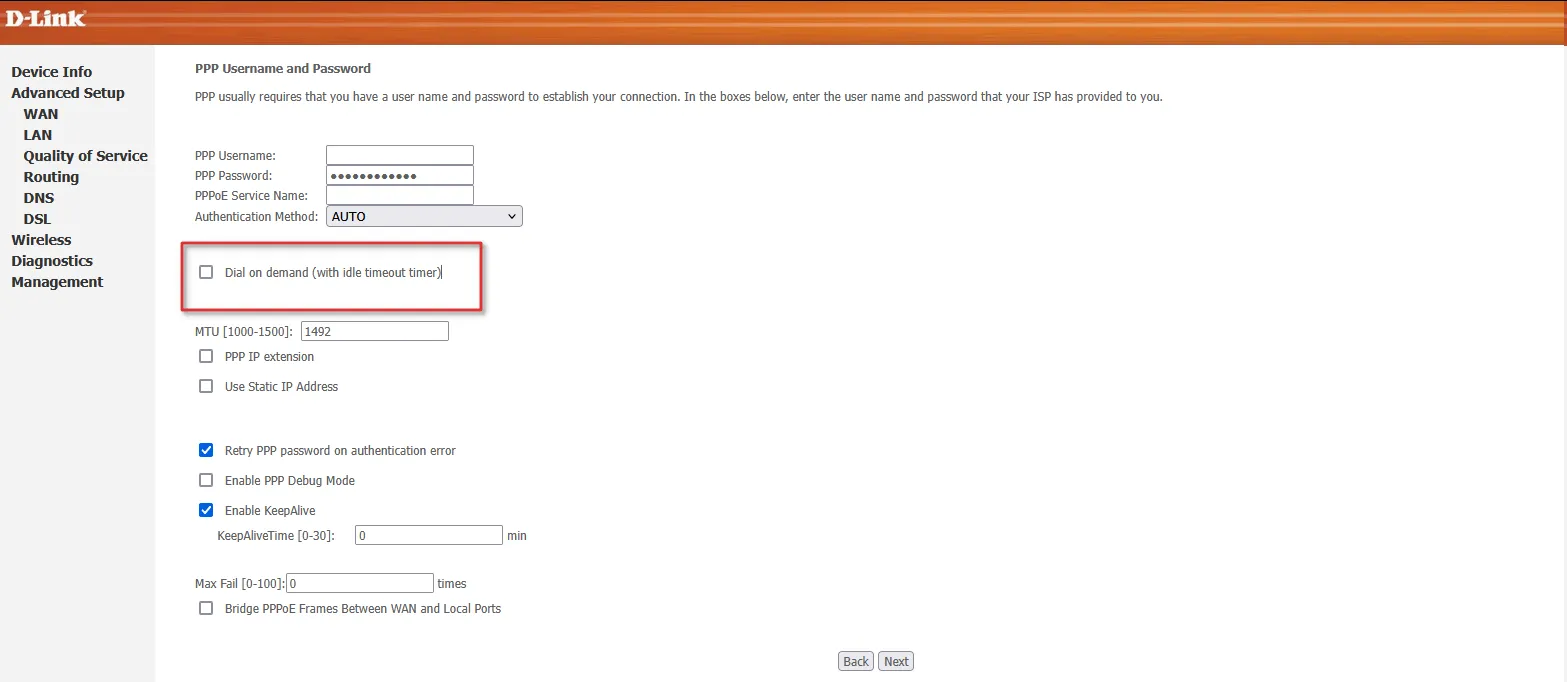 D-Link
Device Info
Advanced Setup
WAN
LAN
Quality of Service
Routing
DNS
DSL
Wireless
Diagnostics
Management
PPP Username and Password
PPP usually requires that you have a user name and password to establish your connection. In the boxes below, enter the user name and password that your ISP has provided to you.
PPP Username:
PPP Password: ●●●●●●●●●●●●
PPPoE Service Name:
Authentication Method: AUTO
Dial on demand (with idle timeout timer)
MTU [1000-1500]: 1492
PPP IP extension
Use Static IP Address
Retry PPP password on authentication error
Enable PPP Debug Mode
Enable KeepAlive
KeepAliveTime [0-30]: 0 min
Max Fail [0-100]: 0 times
Bridge PPPoE Frames Between WAN and Local Ports
Back Next